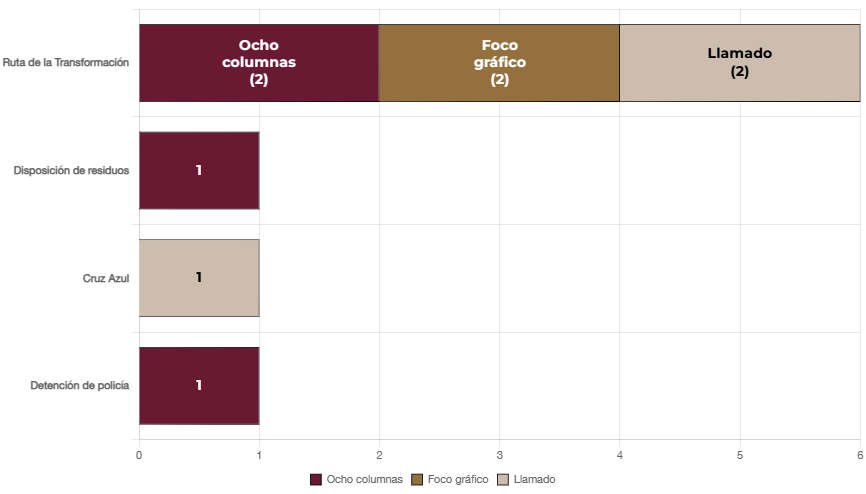 Ruta de la Transformación
Ocho
columnas
(2)
Foco
gráfico
(2)
Llamado
(2)
Disposición de residuos
1
Cruz Azul
1
Detención de policía
1
0 1 2 3 4 5 6
Ocho columnas Foco gráfico Llamado